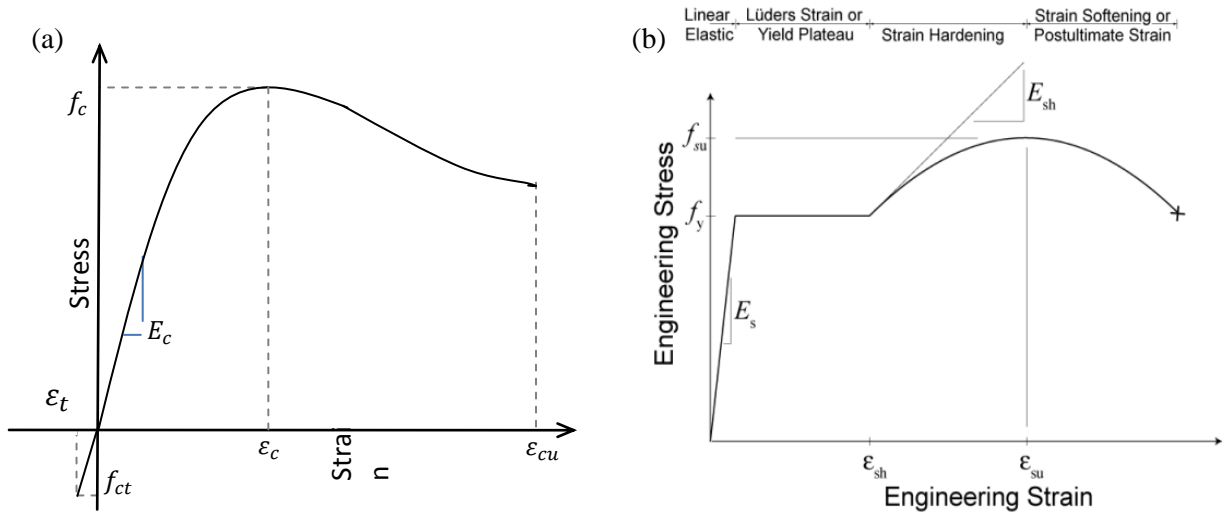 (a)
f_c
Stress
E_c
ε_t
ε_c
Strai
n
ε_cu
f_ct
(b)
Linear
Elastic
Lüders Strain or
Yield Plateau
Strain Hardening
Strain Softening or
Postultimate Strain
E_sh
f_su
f_y
Engineering Stress
E_s
ε_sh
ε_su
Engineering Strain